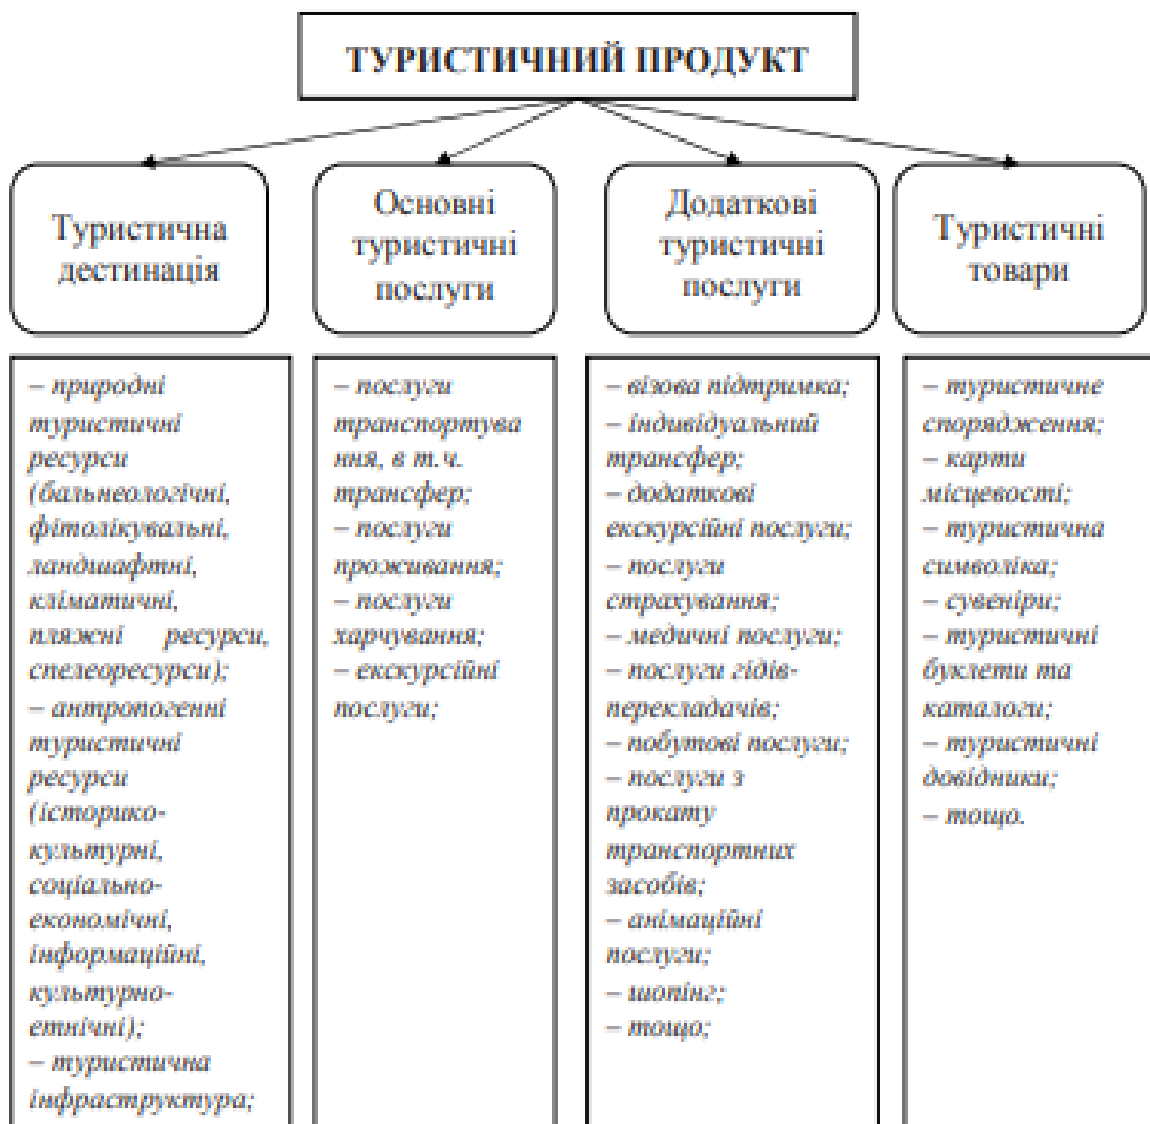 ТУРИСТИЧНИЙ ПРОДУКТ
Туристична
дестинація
Основні
туристичні
послуги
Додаткові
туристичні
послуги
Туристичні
товари
– природні
туристичні
ресурси
(бальнеологічні,
фітолікувальні,
ландшафтні,
кліматичні,
пляжні ресурси,
спелеоресурси);
– антропогенні
туристичні
ресурси
(історико-
культурні,
соціально-
економічні,
інформаційні,
культурно-
етнічні);
– туристична
інфраструктура;
– послуги
транспортува
ння, в т.ч.
трансфер;
– послуги
проживання;
– послуги
харчування;
– екскурсійні
послуги;
– візова підтримка;
– індивідуальний
трансфер;
– додаткові
екскурсійні послуги;
– послуги
страхування;
– медичні послуги;
– послуги гідів-
перекладачів;
– побутові послуги;
– послуги з
прокату
транспортних
засобів;
– анімаційні
послуги;
– шопінг;
– тощо;
– туристичне
спорядження;
– карти
місцевості;
– туристична
символіка;
– сувеніри;
– туристичні
буклети та
каталоги;
– туристичні
довідники;
– тощо.